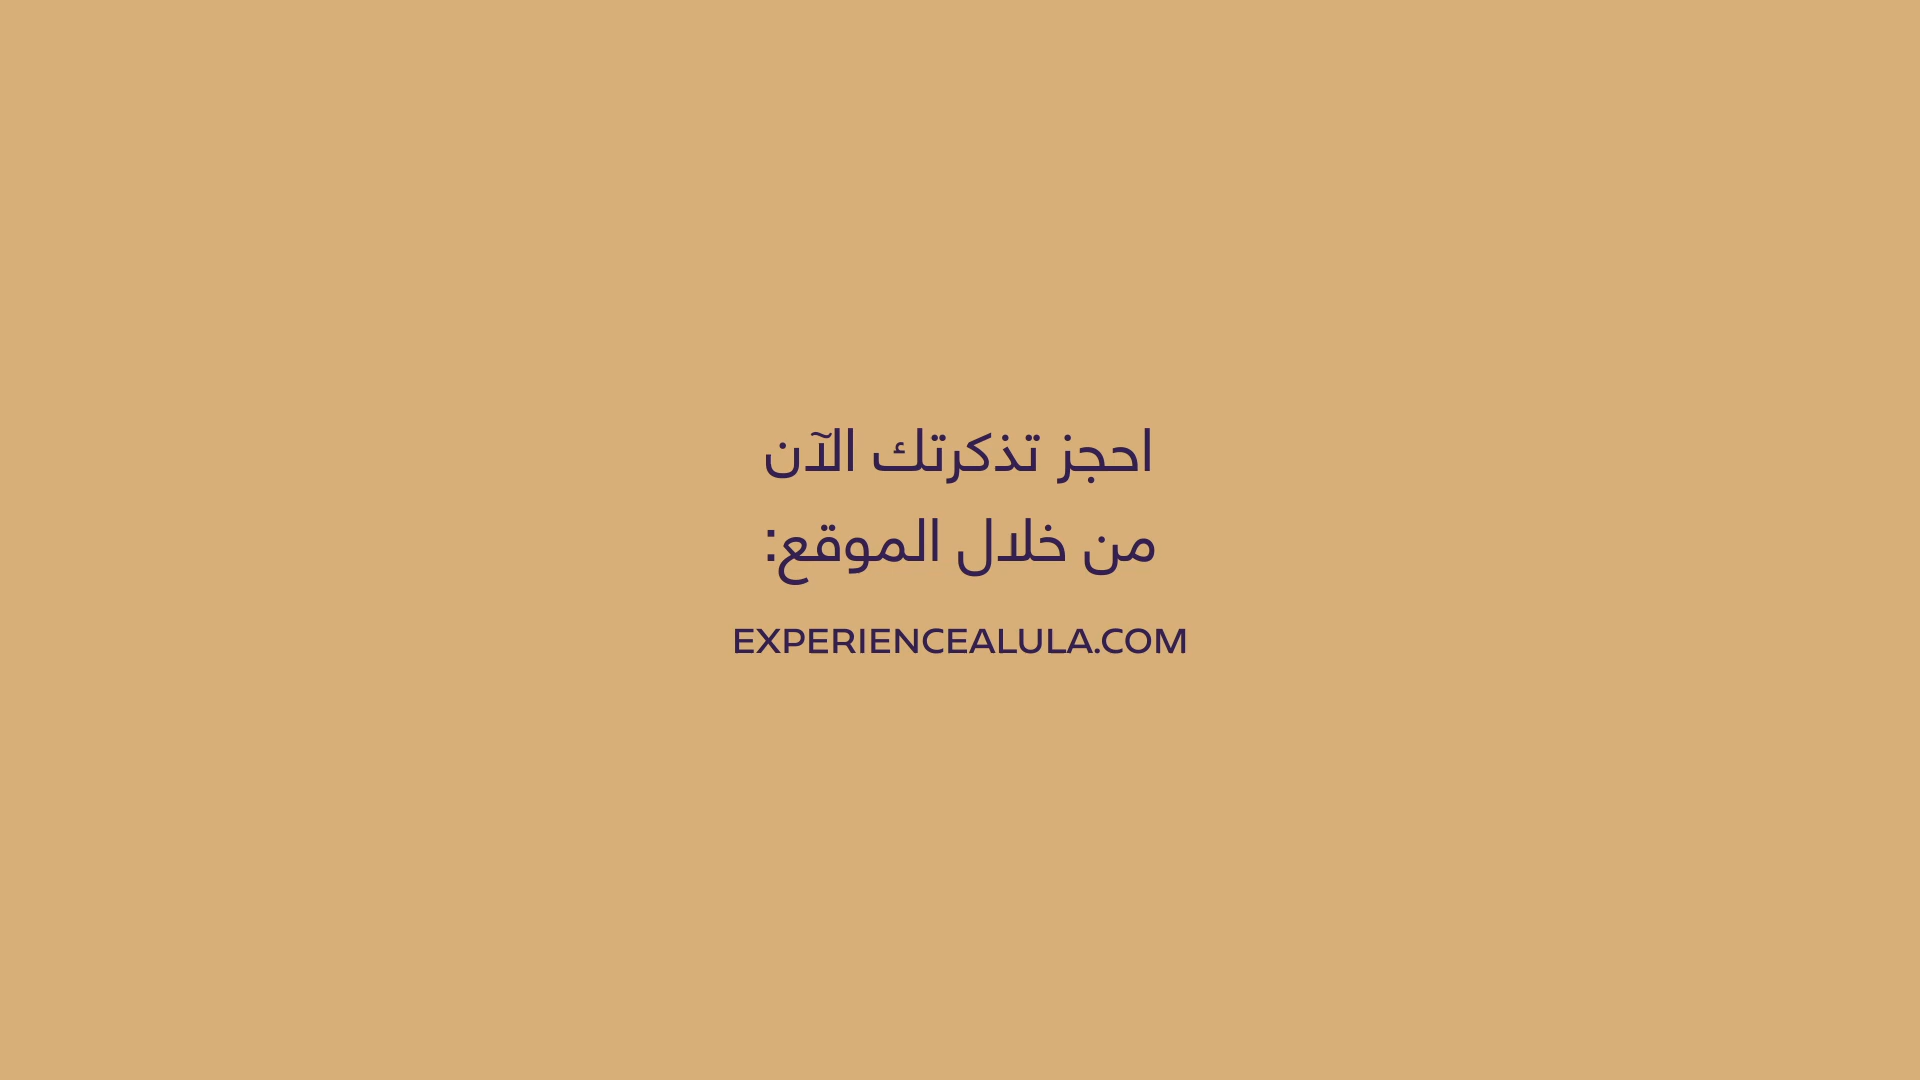 احجز تذكرتك الآن
من خلال الموقع:
EXPERIENCEALULA.COM